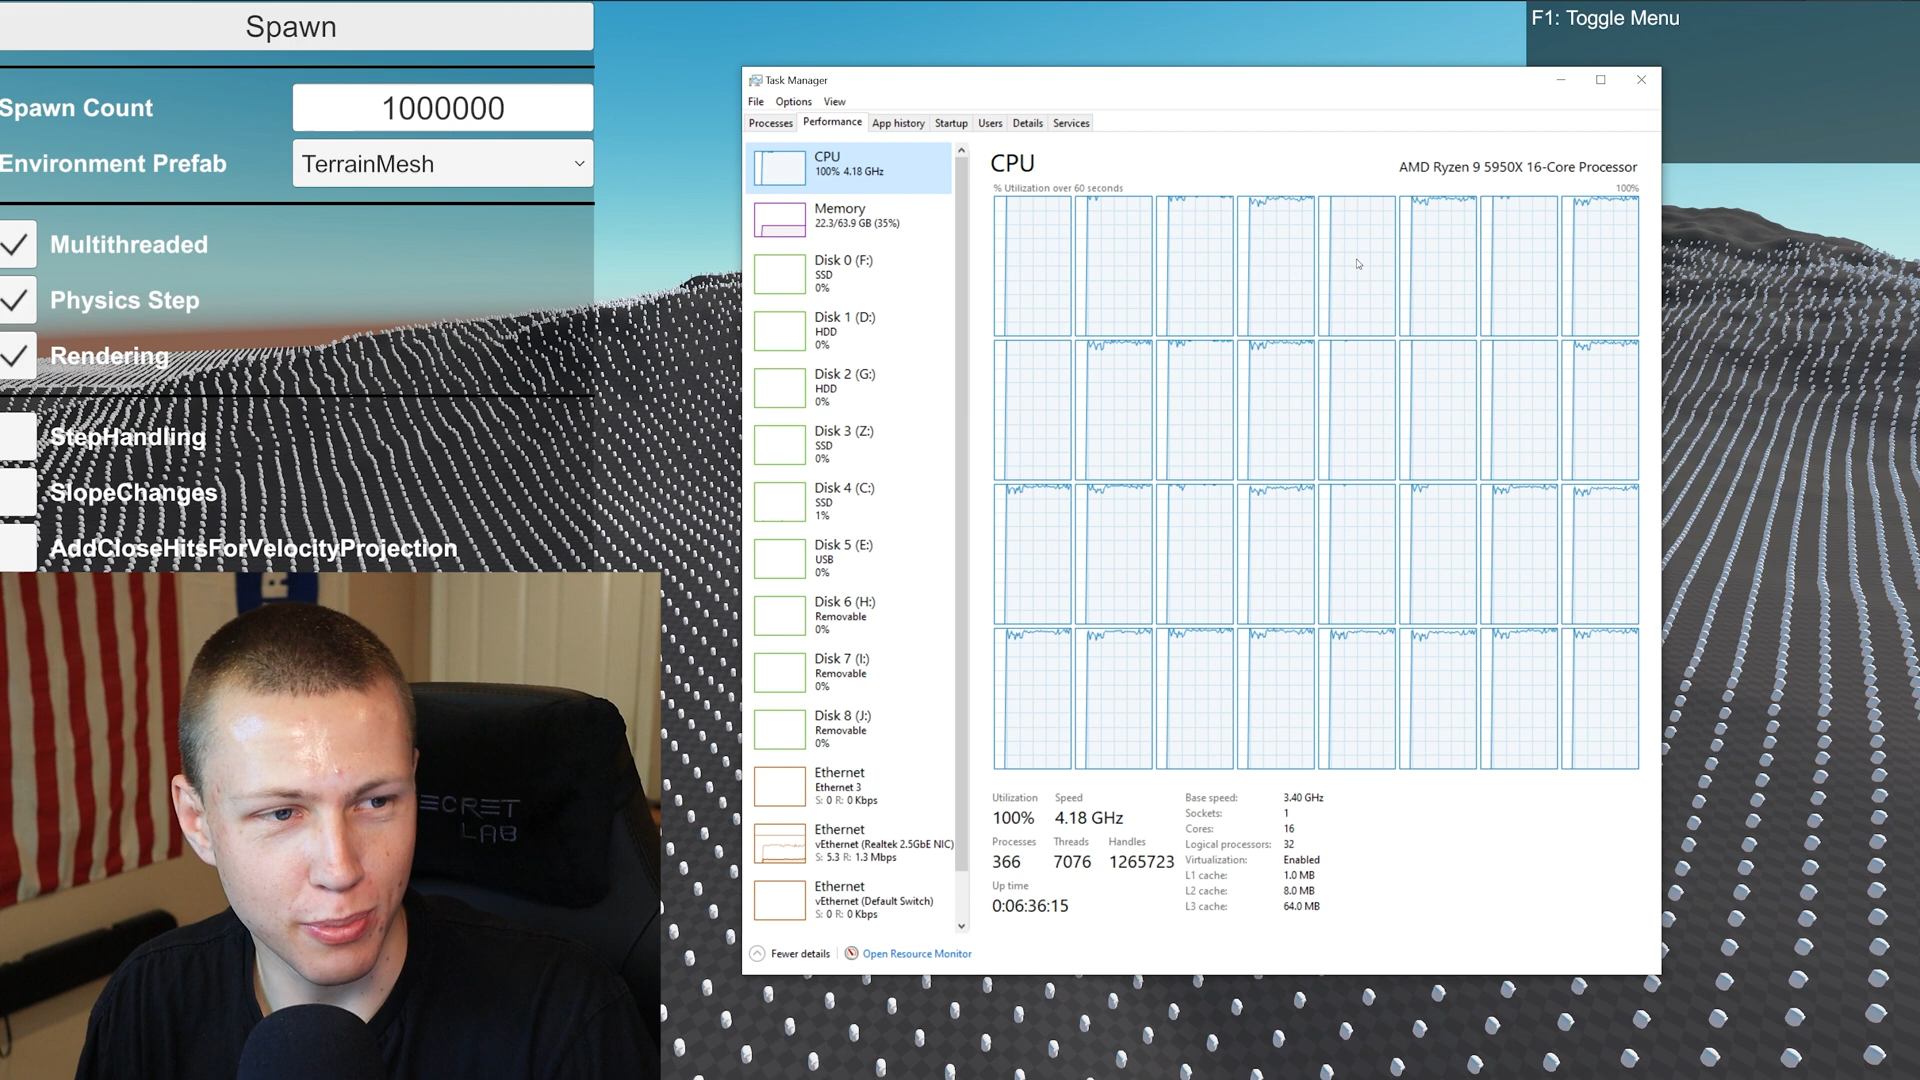 Spawn
Spawn Count
1000000
Environment Prefab
TerrainMesh
Multithreaded
Physics Step
Rendering
StepHandling
SlopeChanges
AddCloseHitsForVelocityProjection
F1: Toggle Menu
Task Manager
File Options View
Processes Performance App history Startup Users Details Services
CPU
100% 4.18 GHz
Memory
22.3/63.9 GB (35%)
Disk 0 (F:)
SSD
0%
Disk 1 (D:)
HDD
0%
Disk 2 (G:)
HDD
0%
Disk 3 (Z:)
SSD
0%
Disk 4 (C:)
SSD
1%
Disk 5 (E:)
USB
0%
Disk 6 (H:)
Removable
0%
Disk 7 (I:)
Removable
0%
Disk 8 (J:)
Removable
0%
Ethernet
Ethernet 3
S: 0 R: 0 Kbps
Ethernet
vEthernet (Realtek 2.5GbE NIC)
S: 5.3 R: 1.3 Mbps
Ethernet
vEthernet (Default Switch)
S: 0 R: 0 Kbps
CPU
AMD Ryzen 9 5950X 16-Core Processor
% Utilization over 60 seconds
100%
Utilization Speed
100% 4.18 GHz
Processes Threads Handles
366 7076 1265723
Up time
0:06:36:15
Base speed: 3.40 GHz
Sockets: 1
Cores: 16
Logical processors: 32
Virtualization: Enabled
L1 cache: 1.0 MB
L2 cache: 8.0 MB
L3 cache: 64.0 MB
Fewer details
Open Resource Monitor
R
ECRET
LAB